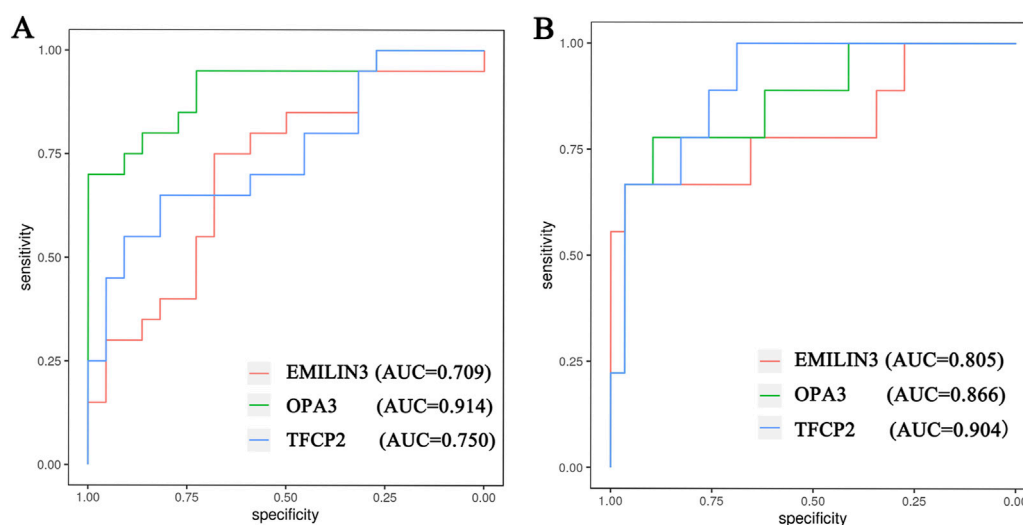 A
1.00
0.75
0.50
0.25
0.00
sensitivity
EMILIN3 (AUC=0.709)
OPA3 (AUC=0.914)
TFCP2 (AUC=0.750)
1.00 0.75 0.50 0.25 0.00
specificity
B
1.00
0.75
0.50
0.25
0.00
sensitivity
EMILIN3 (AUC=0.805)
OPA3 (AUC=0.866)
TFCP2 (AUC=0.904)
1.00 0.75 0.50 0.25 0.00
specificity